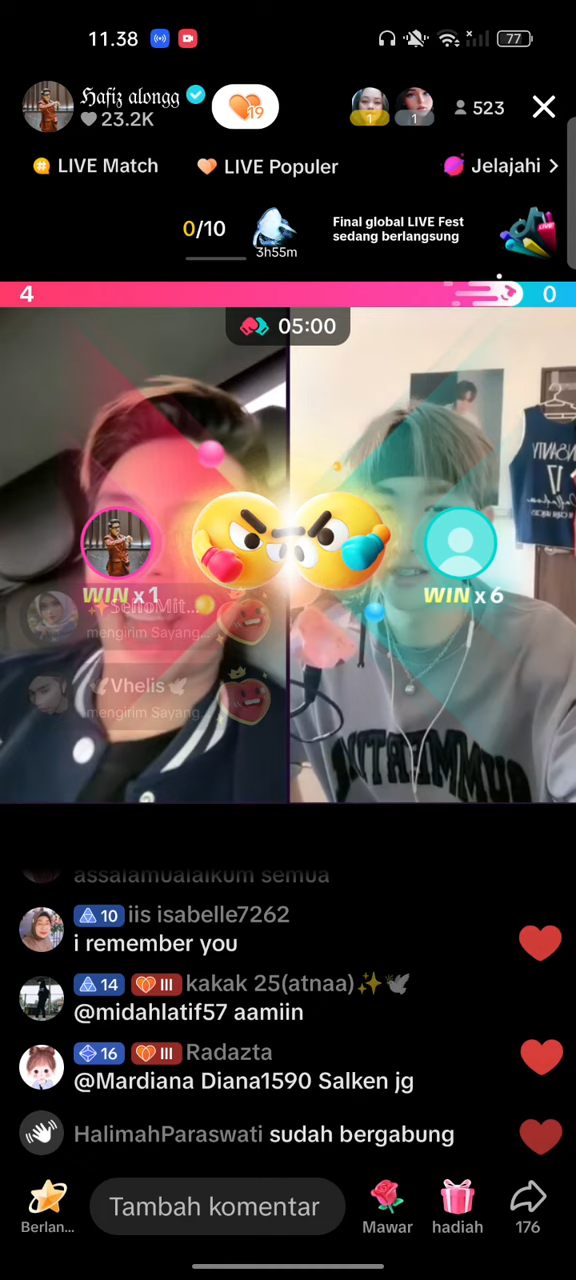 11.38
77
Hafiz alongg
23.2K
19
1
1
523
LIVE Match
LIVE Populer
Jelajahi
0/10
3h55m
Final global LIVE Fest
sedang berlangsung
LIVE
4
0
05:00
WIN x 1
WIN x 6
mengirim Sayang...
Vhelis
mengirim Sayang...
17
assalamualaikum semua
10 iis isabelle7262
i remember you
14 III kakak 25(atnaa)✨🕊
@midahlatif57 aamiin
16 III Radazta
@Mardiana Diana1590 Salken jg
HalimahParaswati sudah bergabung
Berlan...
Tambah komentar
Mawar
hadiah
176